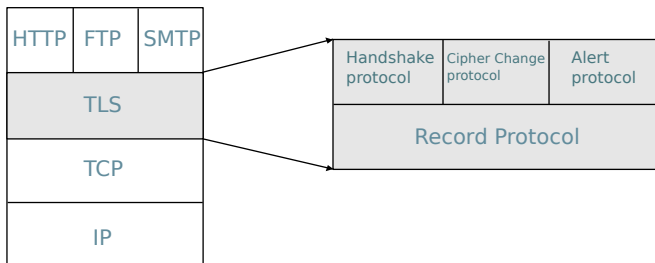 HTTP FTP SMTP
TLS
TCP
IP
Handshake
protocol
Cipher Change
protocol
Alert
protocol
Record Protocol